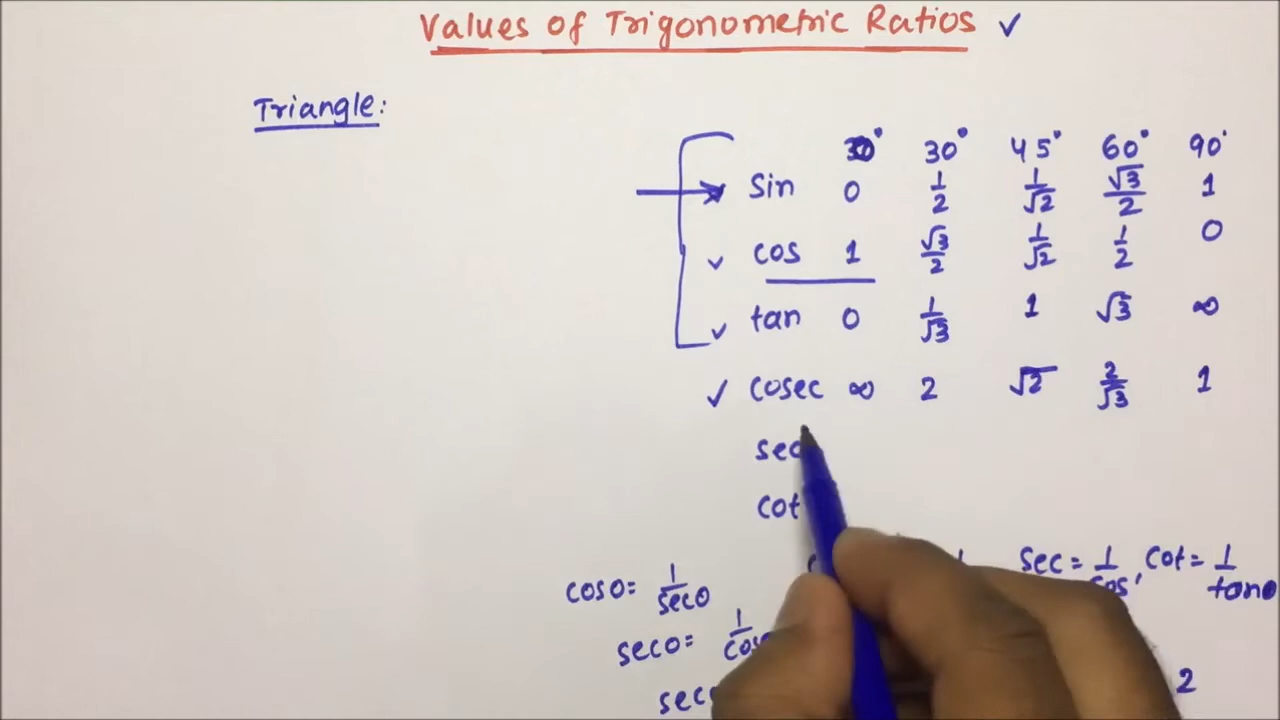 Values of Trigonometric Ratios ✓
Triangle:
30° 45° 60° 90°
Sin 0 1/2 1/√2 √3/2 1
✓ cos 1 √3/2 1/√2 1/2 0
✓ tan 0 1/√3 1 √3 ∞
✓ cosec ∞ 2 √2 2/√3 1
sec
cot
sec = 1/cos, cot = 1/tanθ
cosθ = 1/secθ
secθ = 1/cos
2